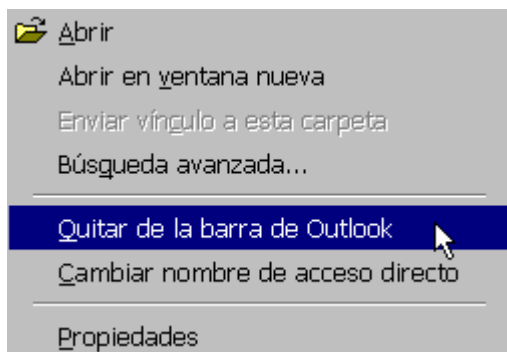 Abrir
Abrir en ventana nueva
Enviar vínculo a esta carpeta
Búsqueda avanzada...
Quitar de la barra de Outlook
Cambiar nombre de acceso directo
Propiedades